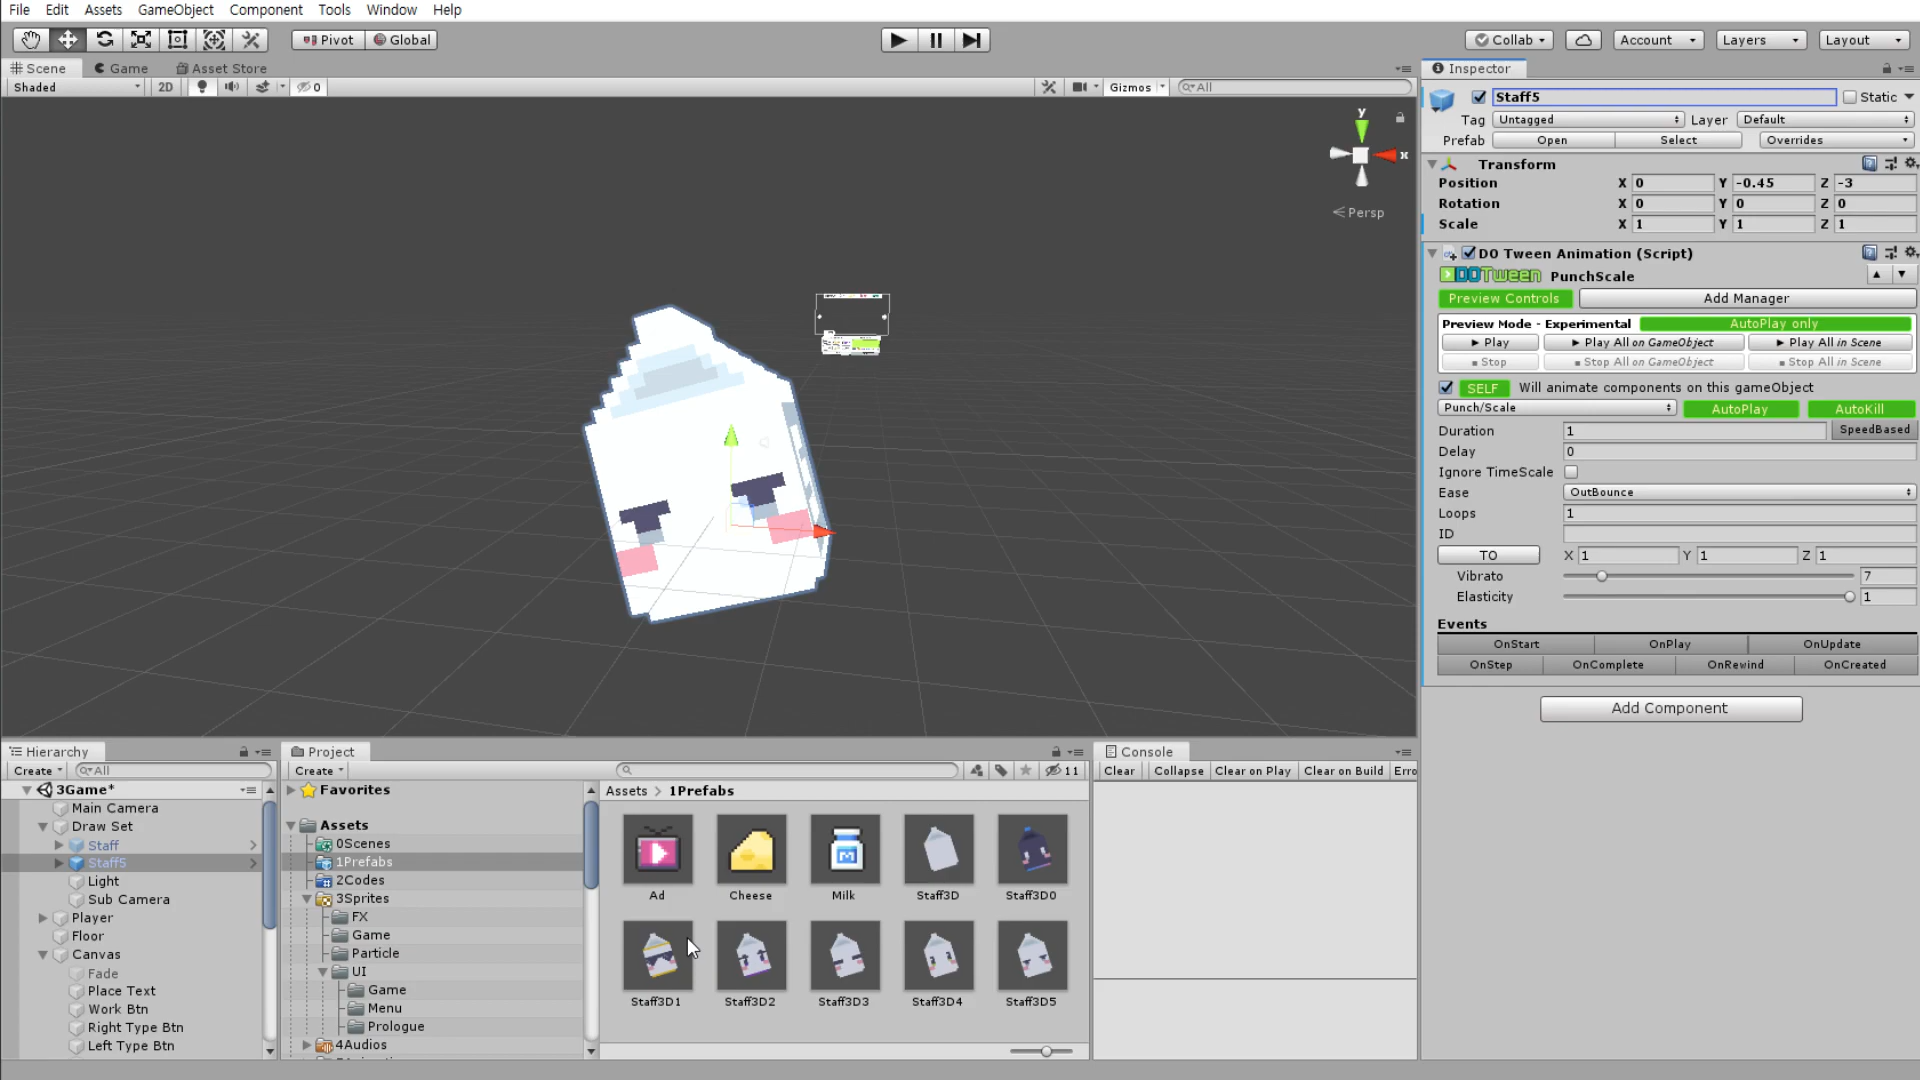 File Edit Assets GameObject Component Tools Window Help
Pivot Global Collab Account Layers Layout
Scene Game Asset Store
Shaded 2D 0 Gizmos All
y
x
Persp
Inspector
Staff5 Static
Tag Untagged Layer Default
Prefab Open Select Overrides
Transform
Position X 0 Y -0.45 Z -3
Rotation X 0 Y 0 Z 0
Scale X 1 Y 1 Z 1
DO Tween Animation (Script)
DOTween PunchScale
Preview Controls Add Manager
Preview Mode - Experimental AutoPlay only
Play Play All on GameObject Play All in Scene
Stop Stop All on GameObject Stop All in Scene
SELF Will animate components on this gameObject
Punch/Scale AutoPlay AutoKill
Duration 1 SpeedBased
Delay 0
Ignore TimeScale
Ease OutBounce
Loops 1
ID
TO X 1 Y 1 Z 1
Vibrato 7
Elasticity 1
Events
OnStart OnPlay OnUpdate
OnStep OnComplete OnRewind OnCreated
Add Component
Hierarchy
Create All
3Game*
Main Camera
Draw Set
Staff
Staff5
Light
Sub Camera
Player
Floor
Canvas
Fade
Place Text
Work Btn
Right Type Btn
Left Type Btn
Project
Create 11
Favorites
Assets
0Scenes
1Prefabs
2Codes
3Sprites
FX
Game
Particle
UI
Game
Menu
Prologue
4Audios
Assets > 1Prefabs
Ad Cheese Milk Staff3D Staff3D0
Staff3D1 Staff3D2 Staff3D3 Staff3D4 Staff3D5
Console
Clear Collapse Clear on Play Clear on Build Erro